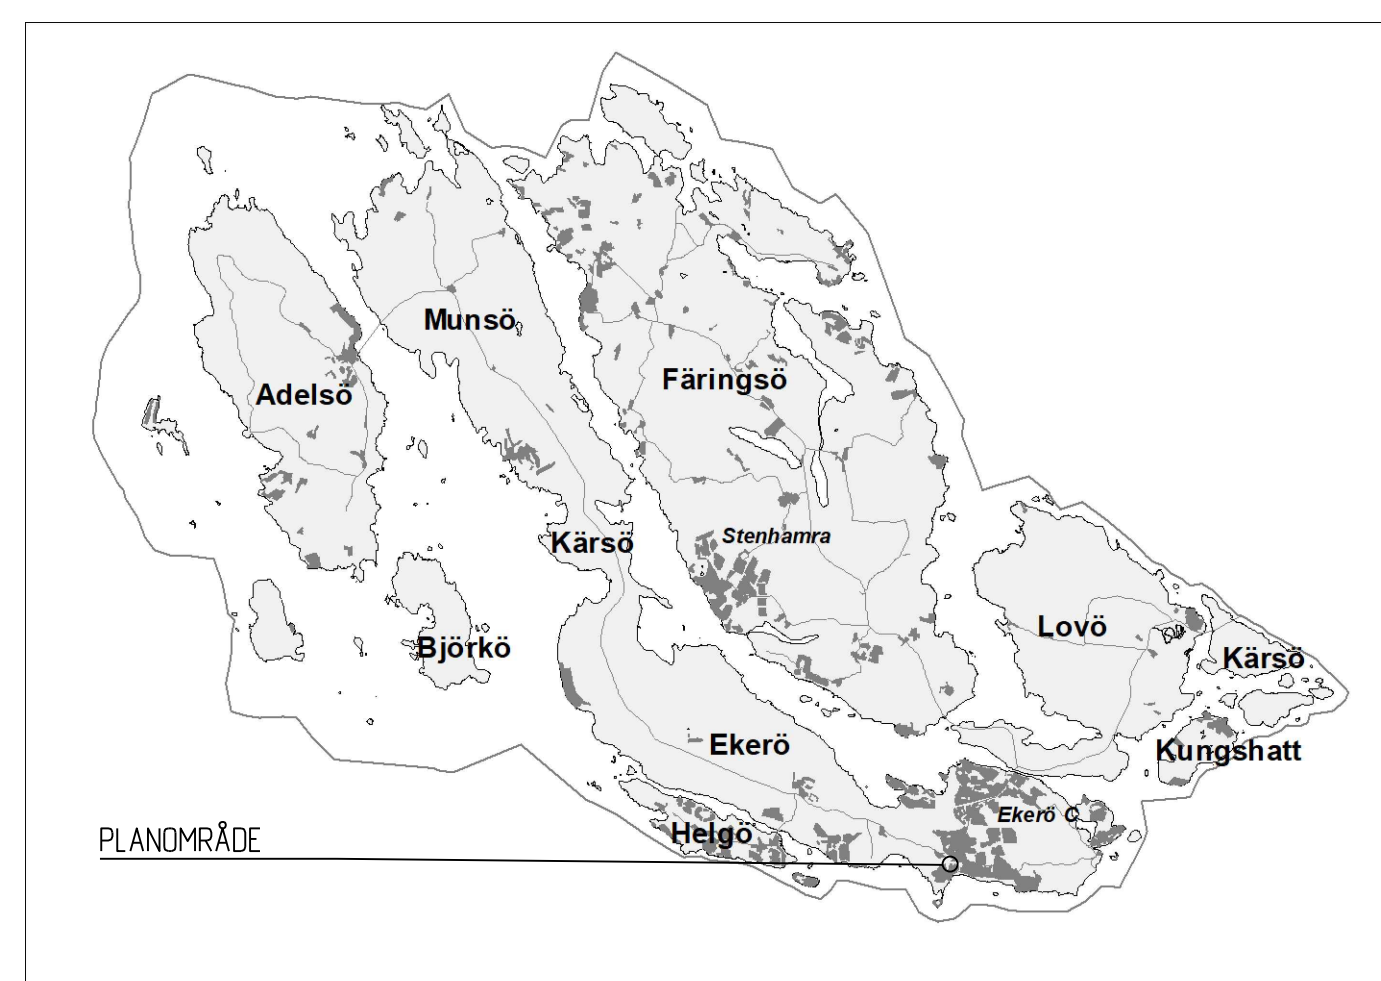 Munsö
Färingsö
Adelsö
Stenhamra
Kärsö
Lovö
Björkö
Kärsö
Ekerö
Kungshatt
Ekerö C
Helgö
PLANOMRÅDE